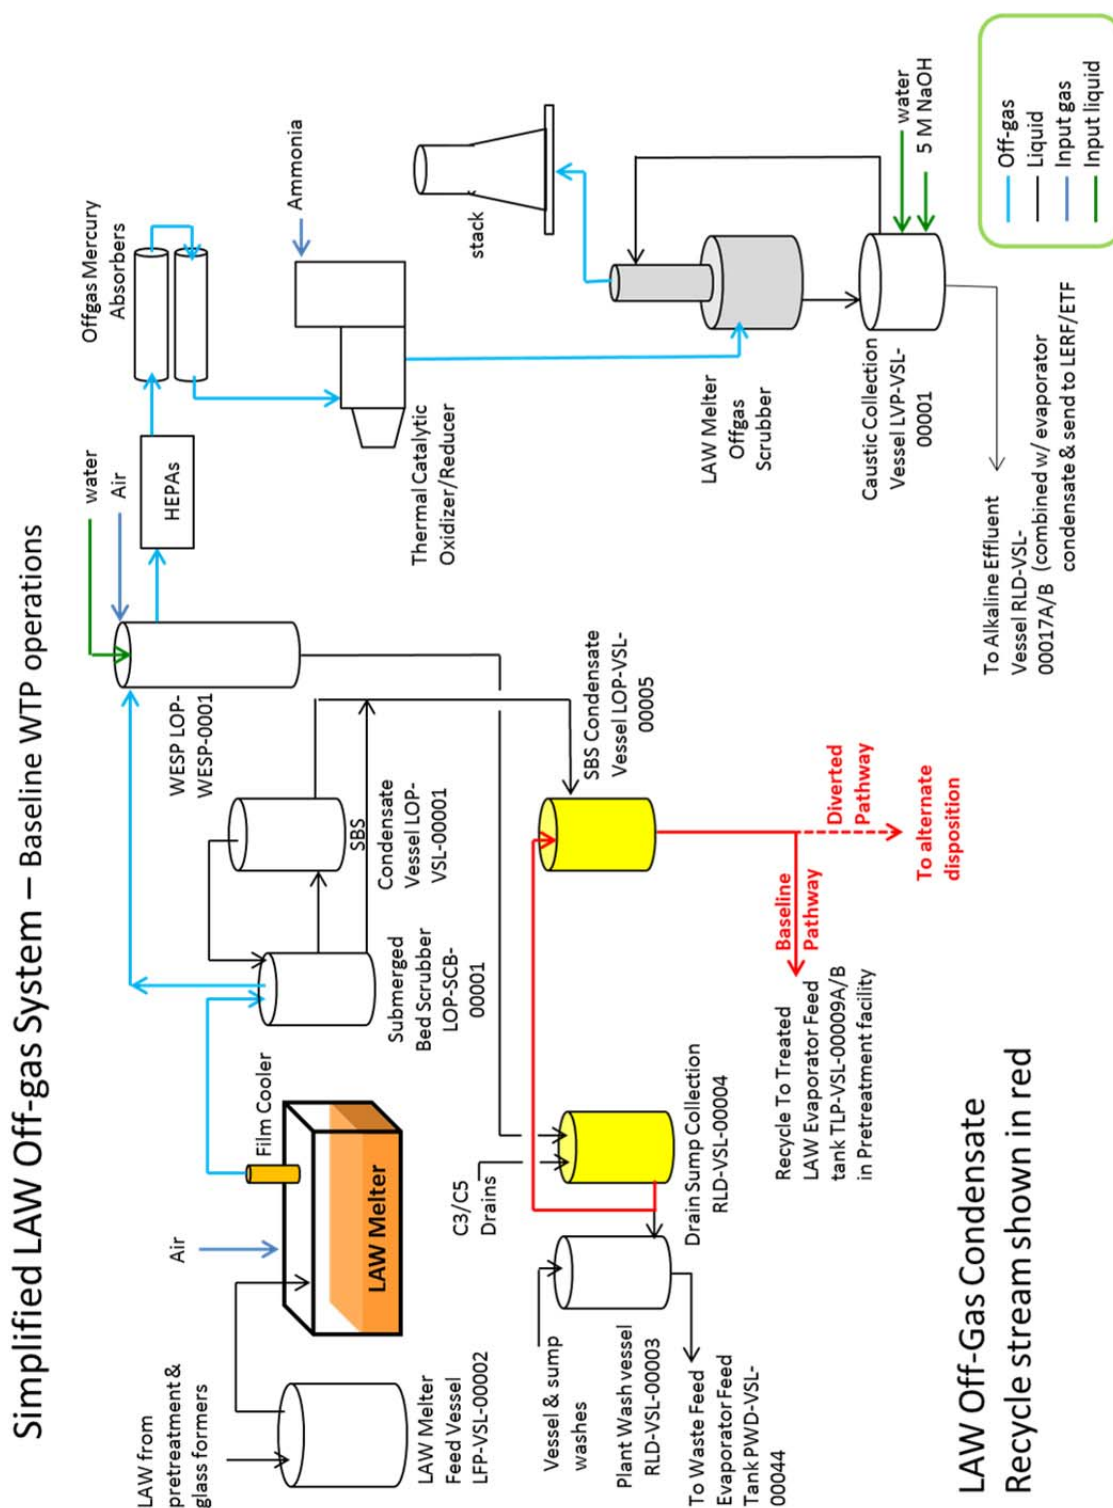 Simplified LAW Off-gas System – Baseline WTP operations
LAW from
pretreatment &
glass formers
LAW Melter
Feed Vessel
LFP-VSL-00002
Air
LAW Melter
Film Cooler
Submerged
Bed Scrubber
LOP-SCB-
00001
SBS
Condensate
Vessel LOP-
VSL-00001
WESP LOP-
WESP-0001
water
Air
HEPAs
Offgas Mercury
Absorbers
Ammonia
Thermal Catalytic
Oxidizer/Reducer
stack
LAW Melter
Offgas
Scrubber
Caustic Collection
Vessel LVP-VSL-
00001
water
5 M NaOH
To Alkaline Effluent
Vessel RLD-VSL-
00017A/B (combined w/ evaporator
condensate & send to LERF/ETF
Vessel & sump
washes
Plant Wash vessel
RLD-VSL-00003
To Waste Feed
Evaporator Feed
Tank PWD-VSL-
00044
C3/C5
Drains
Drain Sump Collection
RLD-VSL-00004
SBS Condensate
Vessel LOP-VSL-
00005
Baseline
Pathway
Diverted
Pathway
To alternate
disposition
Recycle To Treated
LAW Evaporator Feed
tank TLP-VSL-00009A/B
in Pretreatment facility
LAW Off-Gas Condensate
Recycle stream shown in red
Off-gas
Liquid
Input gas
Input liquid